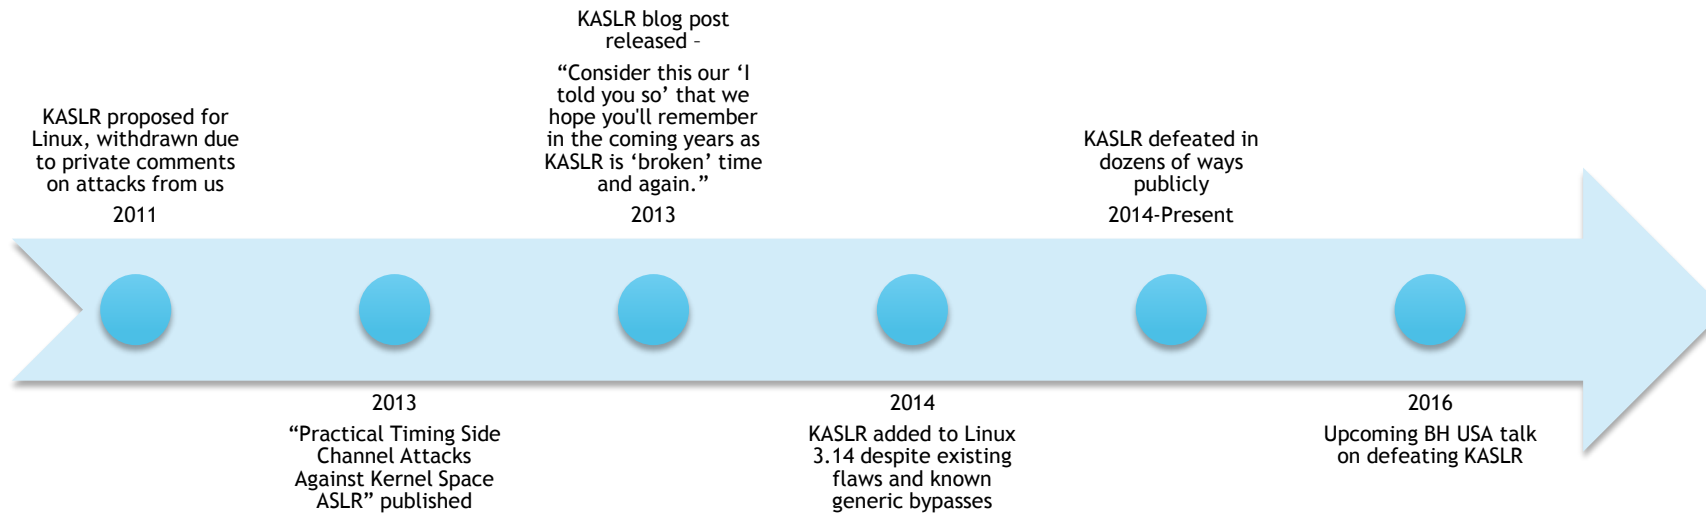 KASLR proposed for
Linux, withdrawn due
to private comments
on attacks from us
2011
2013
“Practical Timing Side
Channel Attacks
Against Kernel Space
ASLR” published
KASLR blog post
released –
“Consider this our ‘I
told you so’ that we
hope you'll remember
in the coming years as
KASLR is ‘broken’ time
and again.”
2013
2014
KASLR added to Linux
3.14 despite existing
flaws and known
generic bypasses
KASLR defeated in
dozens of ways
publicly
2014-Present
2016
Upcoming BH USA talk
on defeating KASLR